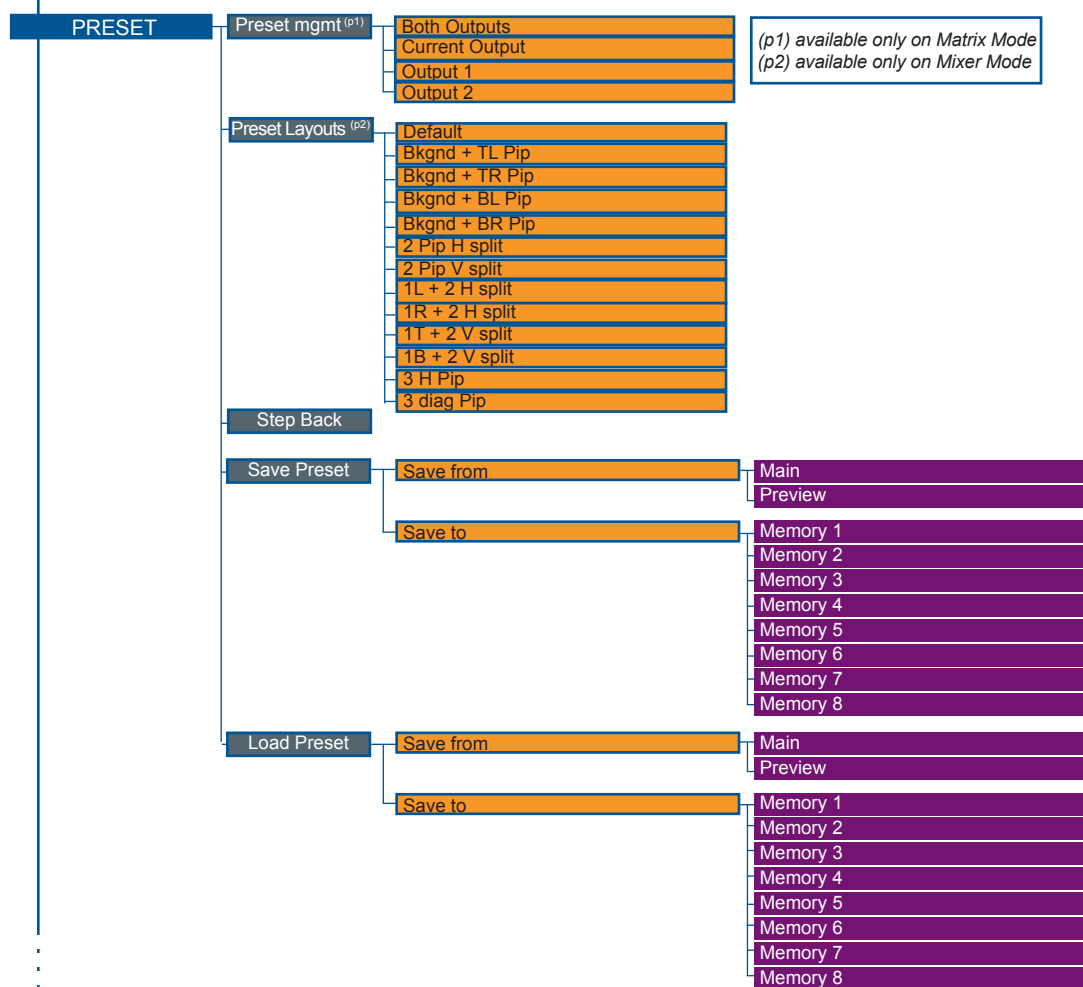 PRESET
Preset mgmt (p1)
Both Outputs
Current Output
Output 1
Output 2
(p1) available only on Matrix Mode
(p2) available only on Mixer Mode
Preset Layouts (p2)
Default
Bkgnd + TL Pip
Bkgnd + TR Pip
Bkgnd + BL Pip
Bkgnd + BR Pip
2 Pip H split
2 Pip V split
1L + 2 H split
1R + 2 H split
1T + 2 V split
1B + 2 V split
3 H Pip
3 diag Pip
Step Back
Save Preset
Save from
Main
Preview
Save to
Memory 1
Memory 2
Memory 3
Memory 4
Memory 5
Memory 6
Memory 7
Memory 8
Load Preset
Save from
Main
Preview
Save to
Memory 1
Memory 2
Memory 3
Memory 4
Memory 5
Memory 6
Memory 7
Memory 8